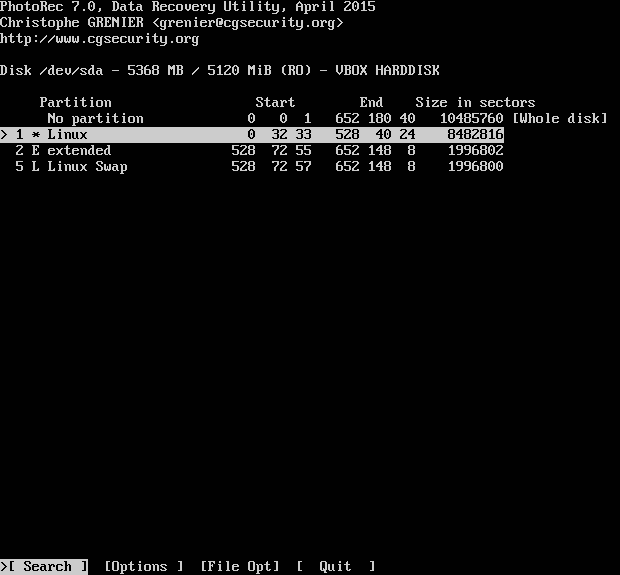 PhotoRec 7.0, Data Recovery Utility, April 2015
Christophe GRENIER <grenier@cgsecurity.org>
http://www.cgsecurity.org
Disk /dev/sda - 5368 MB / 5120 MiB (RO) - VBOX HARDDISK
Partition Start End Size in sectors
No partition 0 0 1 652 180 40 10485760 [Whole disk]
> 1 * Linux 0 32 33 528 40 24 8482816
2 E extended 528 72 55 652 148 8 1996802
5 L Linux Swap 528 72 57 652 148 8 1996800
>[ Search ] [Options ] [File Opt] [ Quit ]